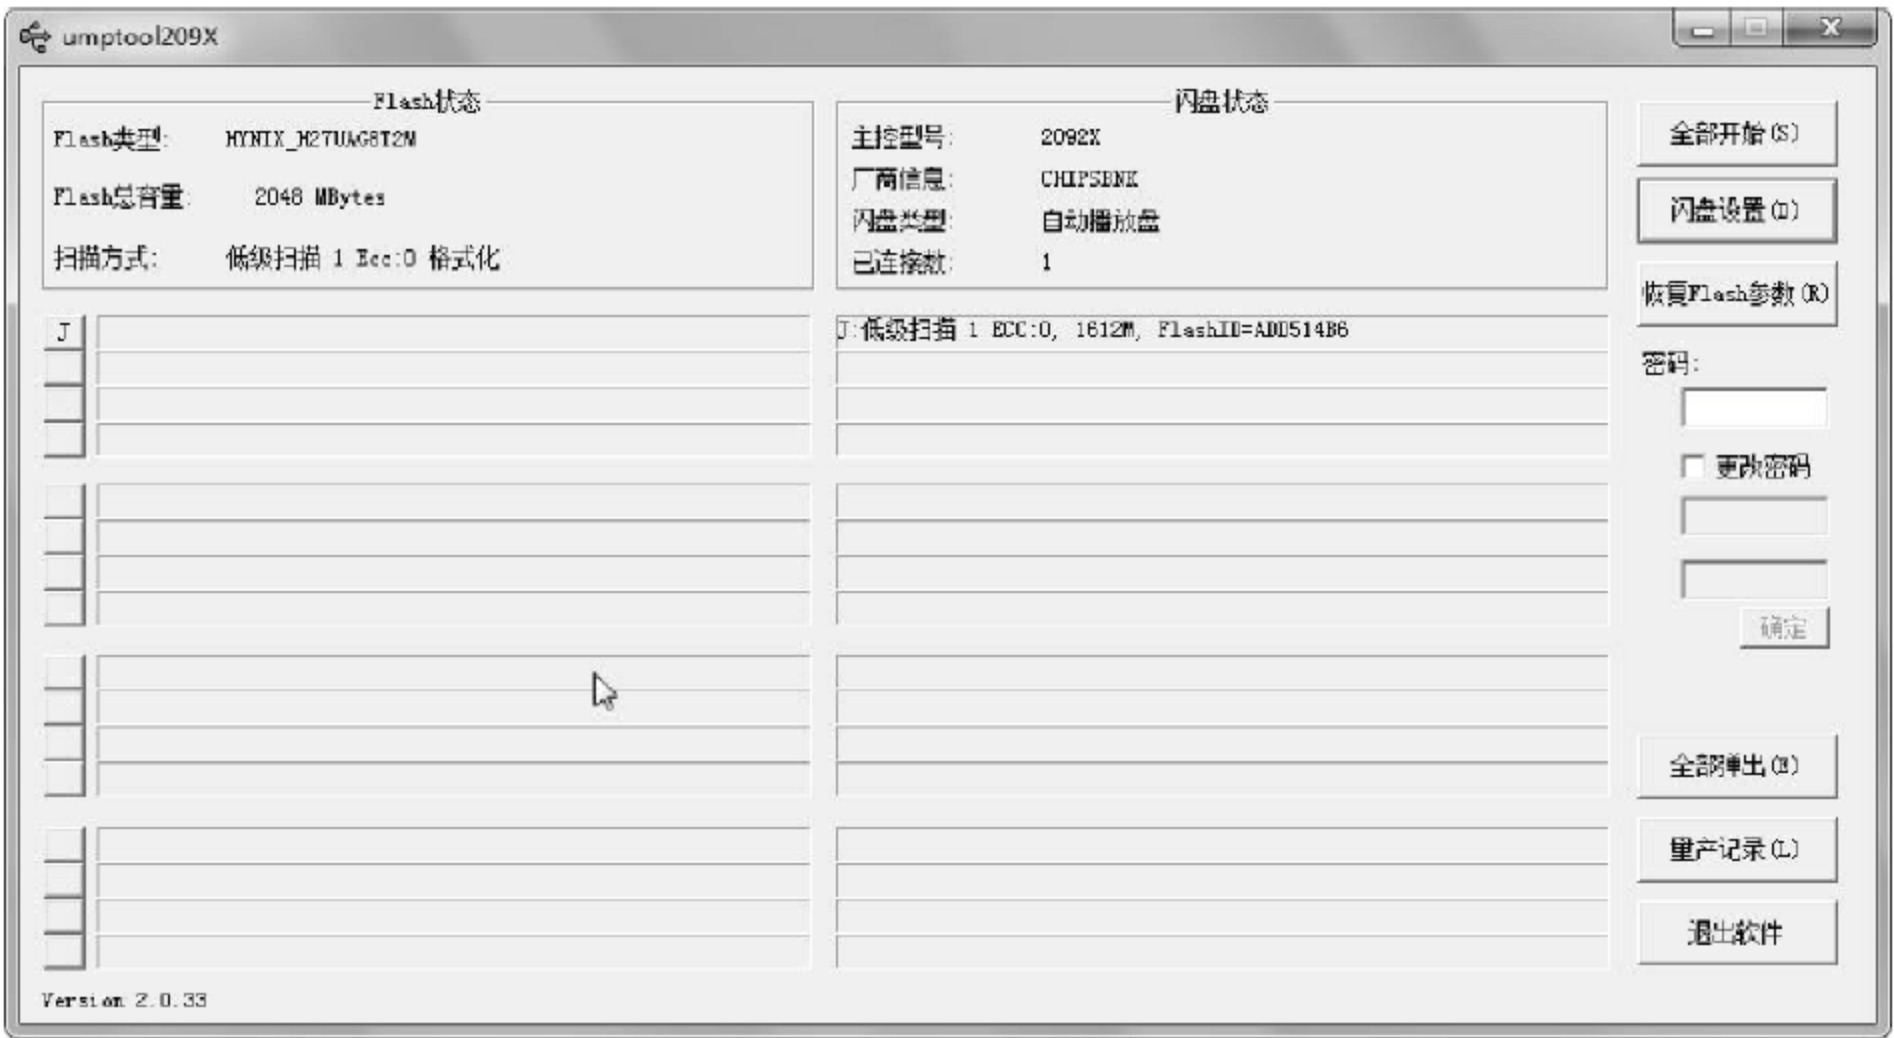 umptool209X
Flash状态
Flash类型: HYNIX_H27UAG8T2M
Flash总容量: 2048 MBytes
扫描方式: 低级扫描 1 Ecc:0 格式化
闪盘状态
主控型号: 2092X
厂商信息: CHIPSBNK
闪盘类型: 自动播放盘
已连接数: 1
全部开始(S)
闪盘设置(D)
恢复Flash参数(R)
J
J:低级扫描 1 ECC:0, 1612M, FlashID=ADD514B6
密码:
更改密码
确定
全部弹出(E)
量产记录(L)
退出软件
Version 2.0.33